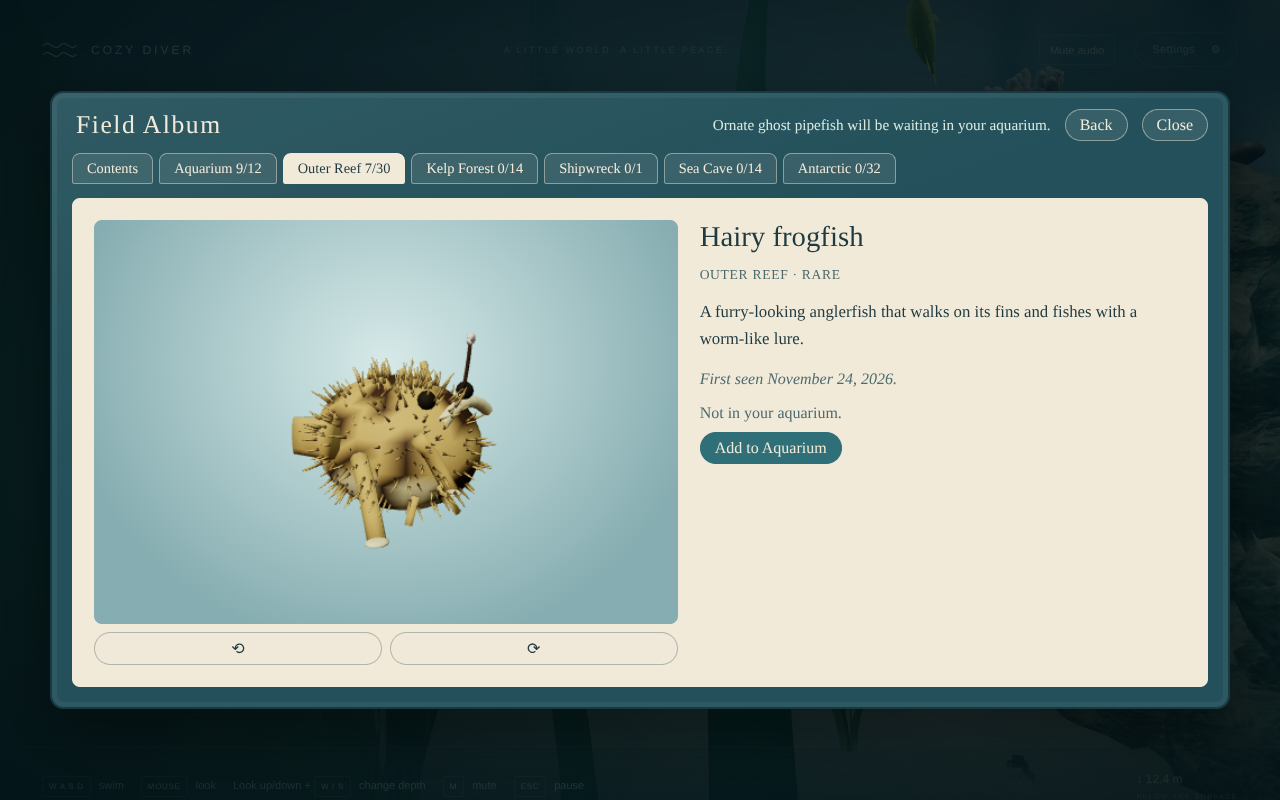 COZY DIVER
A LITTLE WORLD. A LITTLE PEACE.
Mute audio
Settings
Field Album
Ornate ghost pipefish will be waiting in your aquarium.
Back
Close
Contents
Aquarium 9/12
Outer Reef 7/30
Kelp Forest 0/14
Shipwreck 0/1
Sea Cave 0/14
Antarctic 0/32
Hairy frogfish
OUTER REEF · RARE
A furry-looking anglerfish that walks on its fins and fishes with a
worm-like lure.
First seen November 24, 2026.
Not in your aquarium.
Add to Aquarium
W A S D swim MOUSE look Look up/down + W / S change depth M mute ESC pause
12.4 m